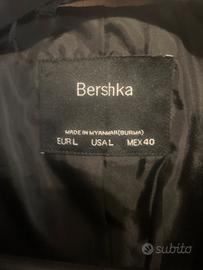 Bershka
MADE IN MYANMAR(BURMA)
EUR L USA L MEX 40
subito